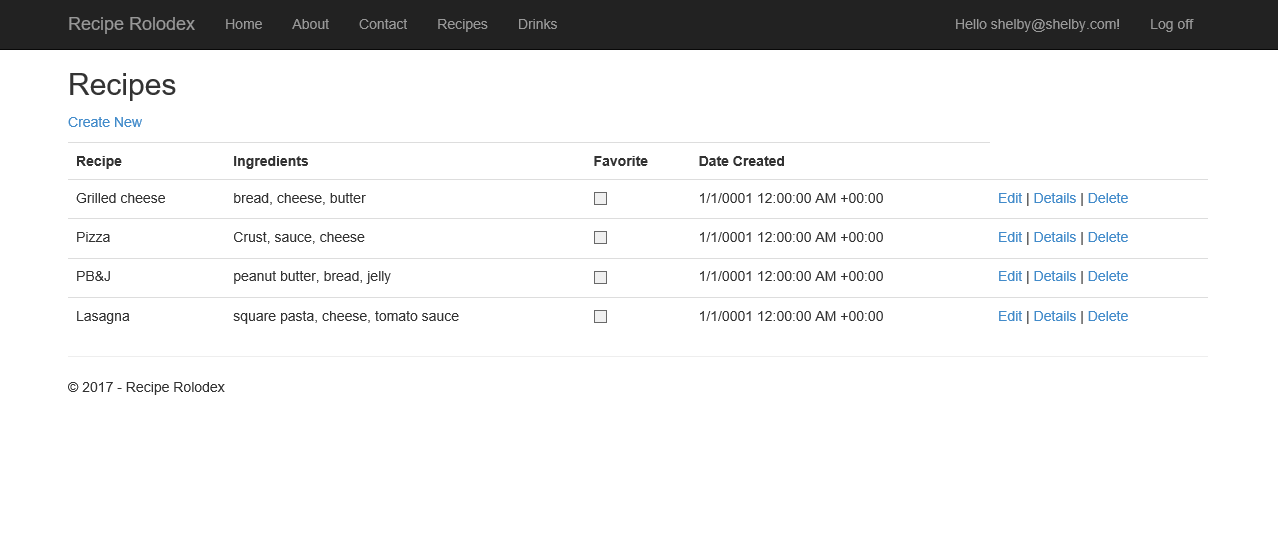 Recipe Rolodex Home About Contact Recipes Drinks Hello shelby@shelby.com! Log off
Recipes
Create New
Recipe Ingredients Favorite Date Created
Grilled cheese bread, cheese, butter 1/1/0001 12:00:00 AM +00:00 Edit | Details | Delete
Pizza Crust, sauce, cheese 1/1/0001 12:00:00 AM +00:00 Edit | Details | Delete
PB&J peanut butter, bread, jelly 1/1/0001 12:00:00 AM +00:00 Edit | Details | Delete
Lasagna square pasta, cheese, tomato sauce 1/1/0001 12:00:00 AM +00:00 Edit | Details | Delete
© 2017 - Recipe Rolodex